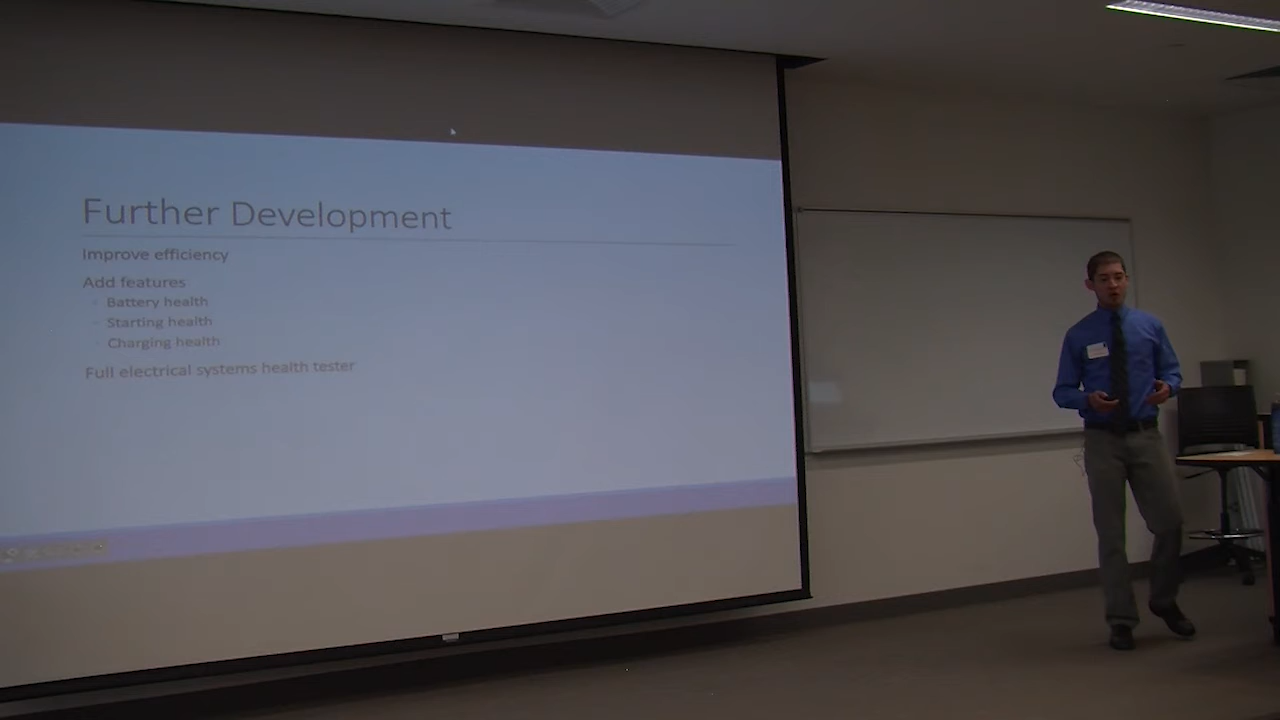 Further Development
Improve efficiency
Add features
Battery health
Starting health
Charging health
Full electrical systems health tester